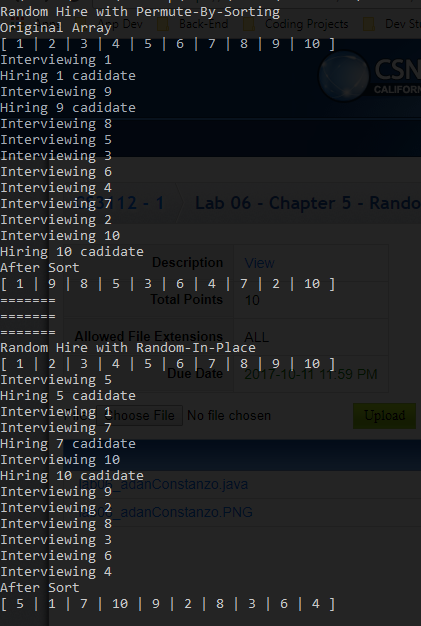 Random Hire with Permute-By-Sorting
Original Array
[ 1 | 2 | 3 | 4 | 5 | 6 | 7 | 8 | 9 | 10 ]
Interviewing 1
Hiring 1 cadidate
Interviewing 9
Hiring 9 cadidate
Interviewing 8
Interviewing 5
Interviewing 3
Interviewing 6
Interviewing 4
Interviewing 7
Interviewing 2
Interviewing 10
Hiring 10 cadidate
After Sort
[ 1 | 9 | 8 | 5 | 3 | 6 | 4 | 7 | 2 | 10 ]
=======
=======
=======
Random Hire with Random-In-Place
[ 1 | 2 | 3 | 4 | 5 | 6 | 7 | 8 | 9 | 10 ]
Interviewing 5
Hiring 5 cadidate
Interviewing 1
Interviewing 7
Hiring 7 cadidate
Interviewing 10
Hiring 10 cadidate
Interviewing 9
Interviewing 2
Interviewing 8
Interviewing 3
Interviewing 6
Interviewing 4
After Sort
[ 5 | 1 | 7 | 10 | 9 | 2 | 8 | 3 | 6 | 4 ]
App
Back-End
Coding Projects
Dev
CSN
CALIFORN
112 - 1
Lab 06 - Chapter 5 - Rando
Description
View
Total Points
10
Allowed File Extensions
ALL
Due Date
2017-10-11 11:59 PM
Choose File
No file chosen
Upload
_adanConstanzo.java
_adanConstanzo.PNG